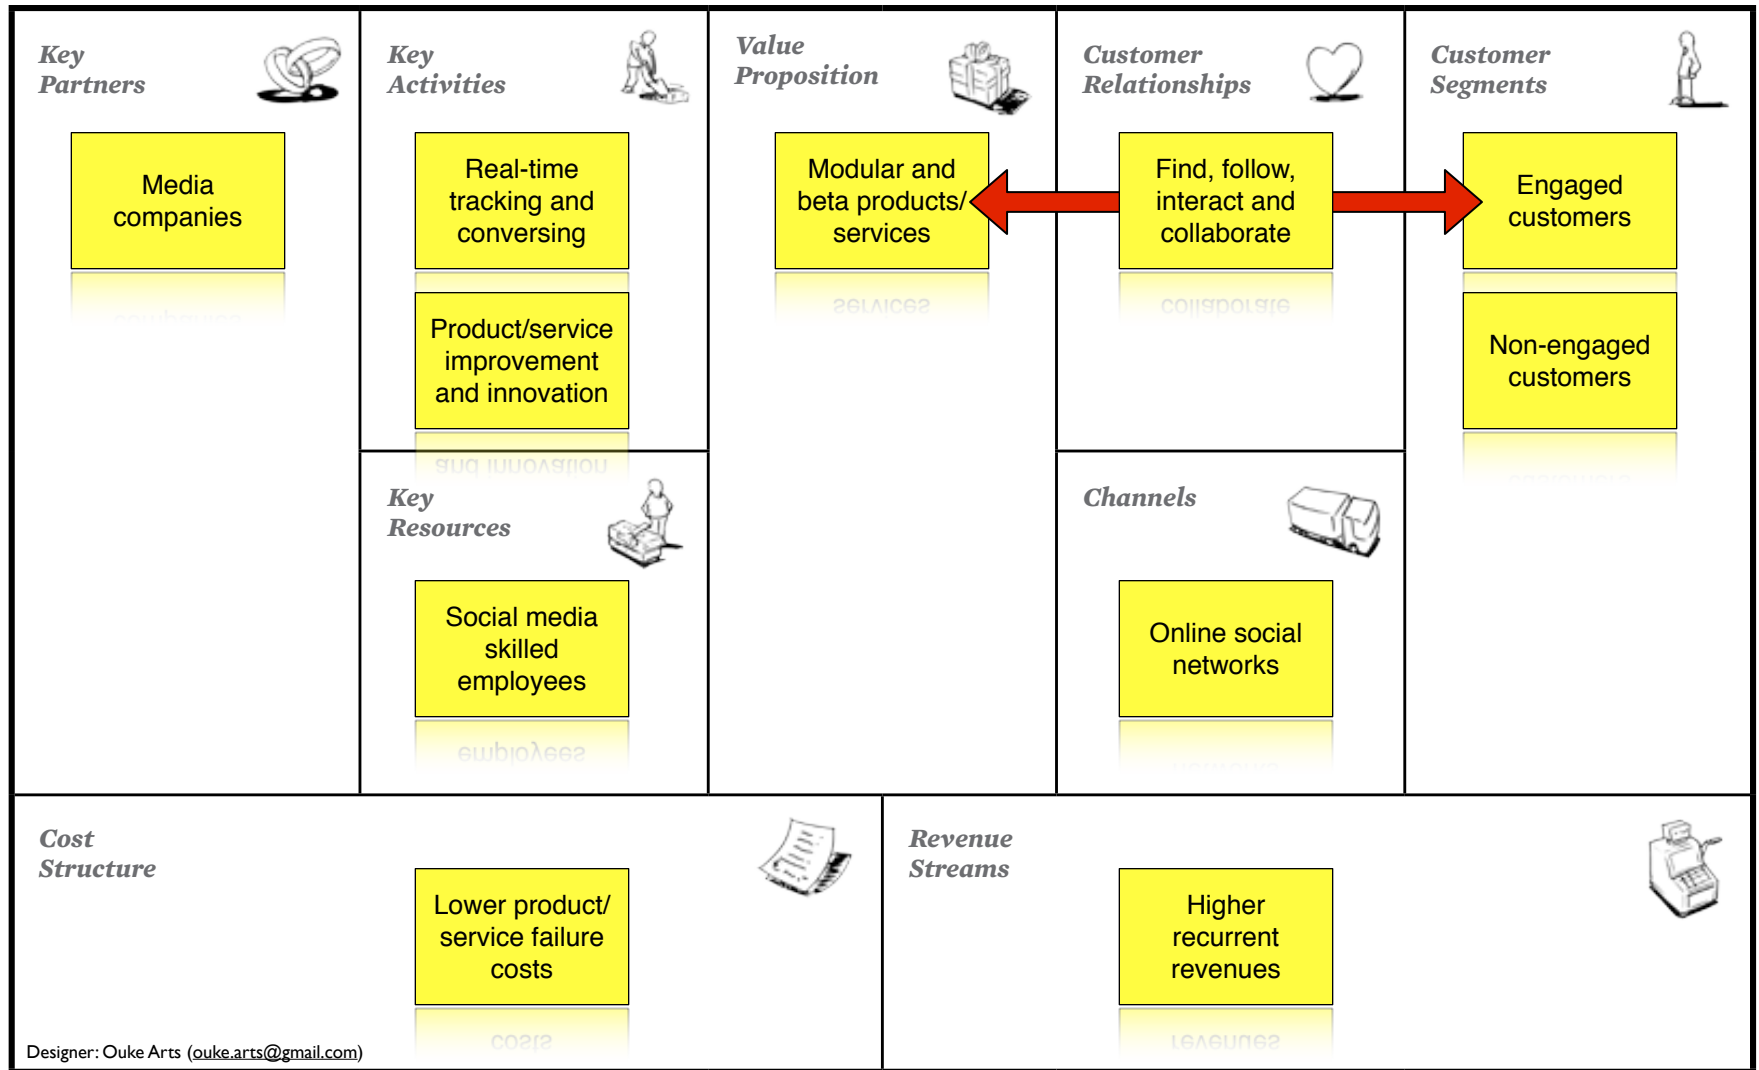 Key
Partners
Media
companies
Key
Activities
Real-time
tracking and
conversing
Product/service
improvement
and innovation
Key
Resources
Social media
skilled
employees
Value
Proposition
Modular and
beta products/
services
Customer
Relationships
Find, follow,
interact and
collaborate
Channels
Online social
networks
Customer
Segments
Engaged
customers
Non-engaged
customers
Cost
Structure
Lower product/
service failure
costs
Revenue
Streams
Higher
recurrent
revenues
Designer: Ouke Arts (ouke.arts@gmail.com)